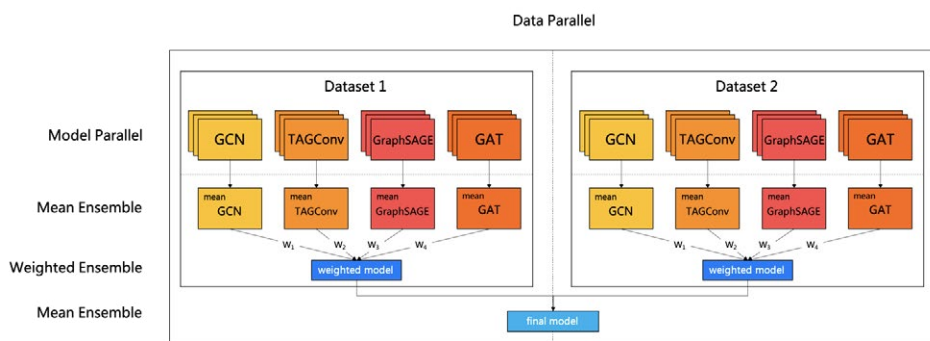 Data Parallel
Dataset 1 Dataset 2
Model Parallel GCN TAGConv GraphSAGE GAT GCN TAGConv GraphSAGE GAT
mean mean mean mean mean mean mean mean
Mean Ensemble GCN TAGConv GraphSAGE GAT GCN TAGConv GraphSAGE GAT
w₁ w₂ w₃ w₄ w₁ w₂ w₃ w₄
Weighted Ensemble weighted model weighted model
Mean Ensemble final model